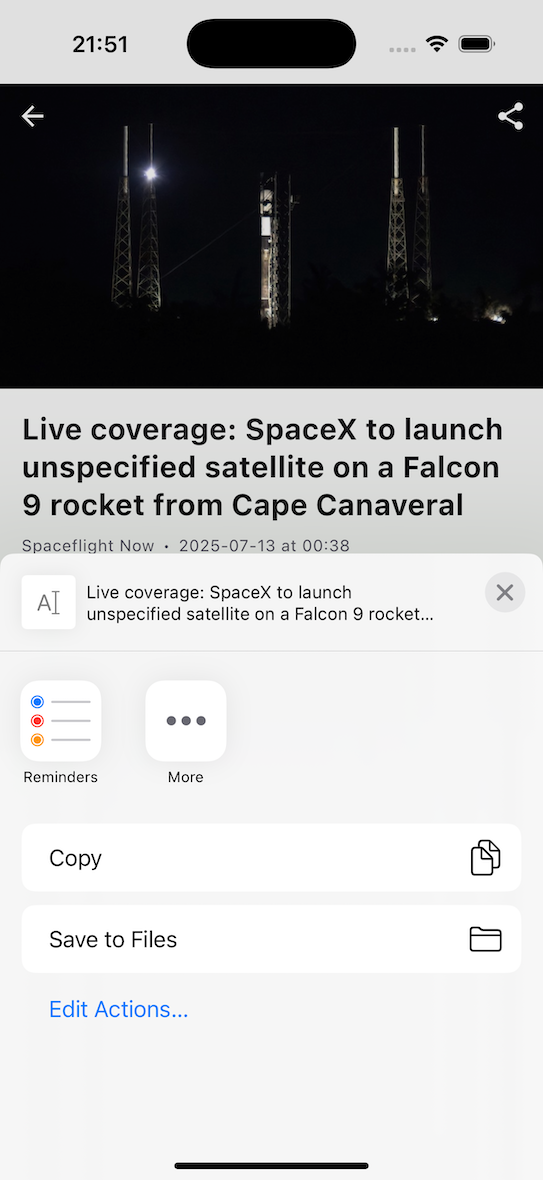 21:51
Live coverage: SpaceX to launch
unspecified satellite on a Falcon
9 rocket from Cape Canaveral
Spaceflight Now • 2025-07-13 at 00:38
A
Live coverage: SpaceX to launch
unspecified satellite on a Falcon 9 rocket...
Reminders
More
Copy
Save to Files
Edit Actions...